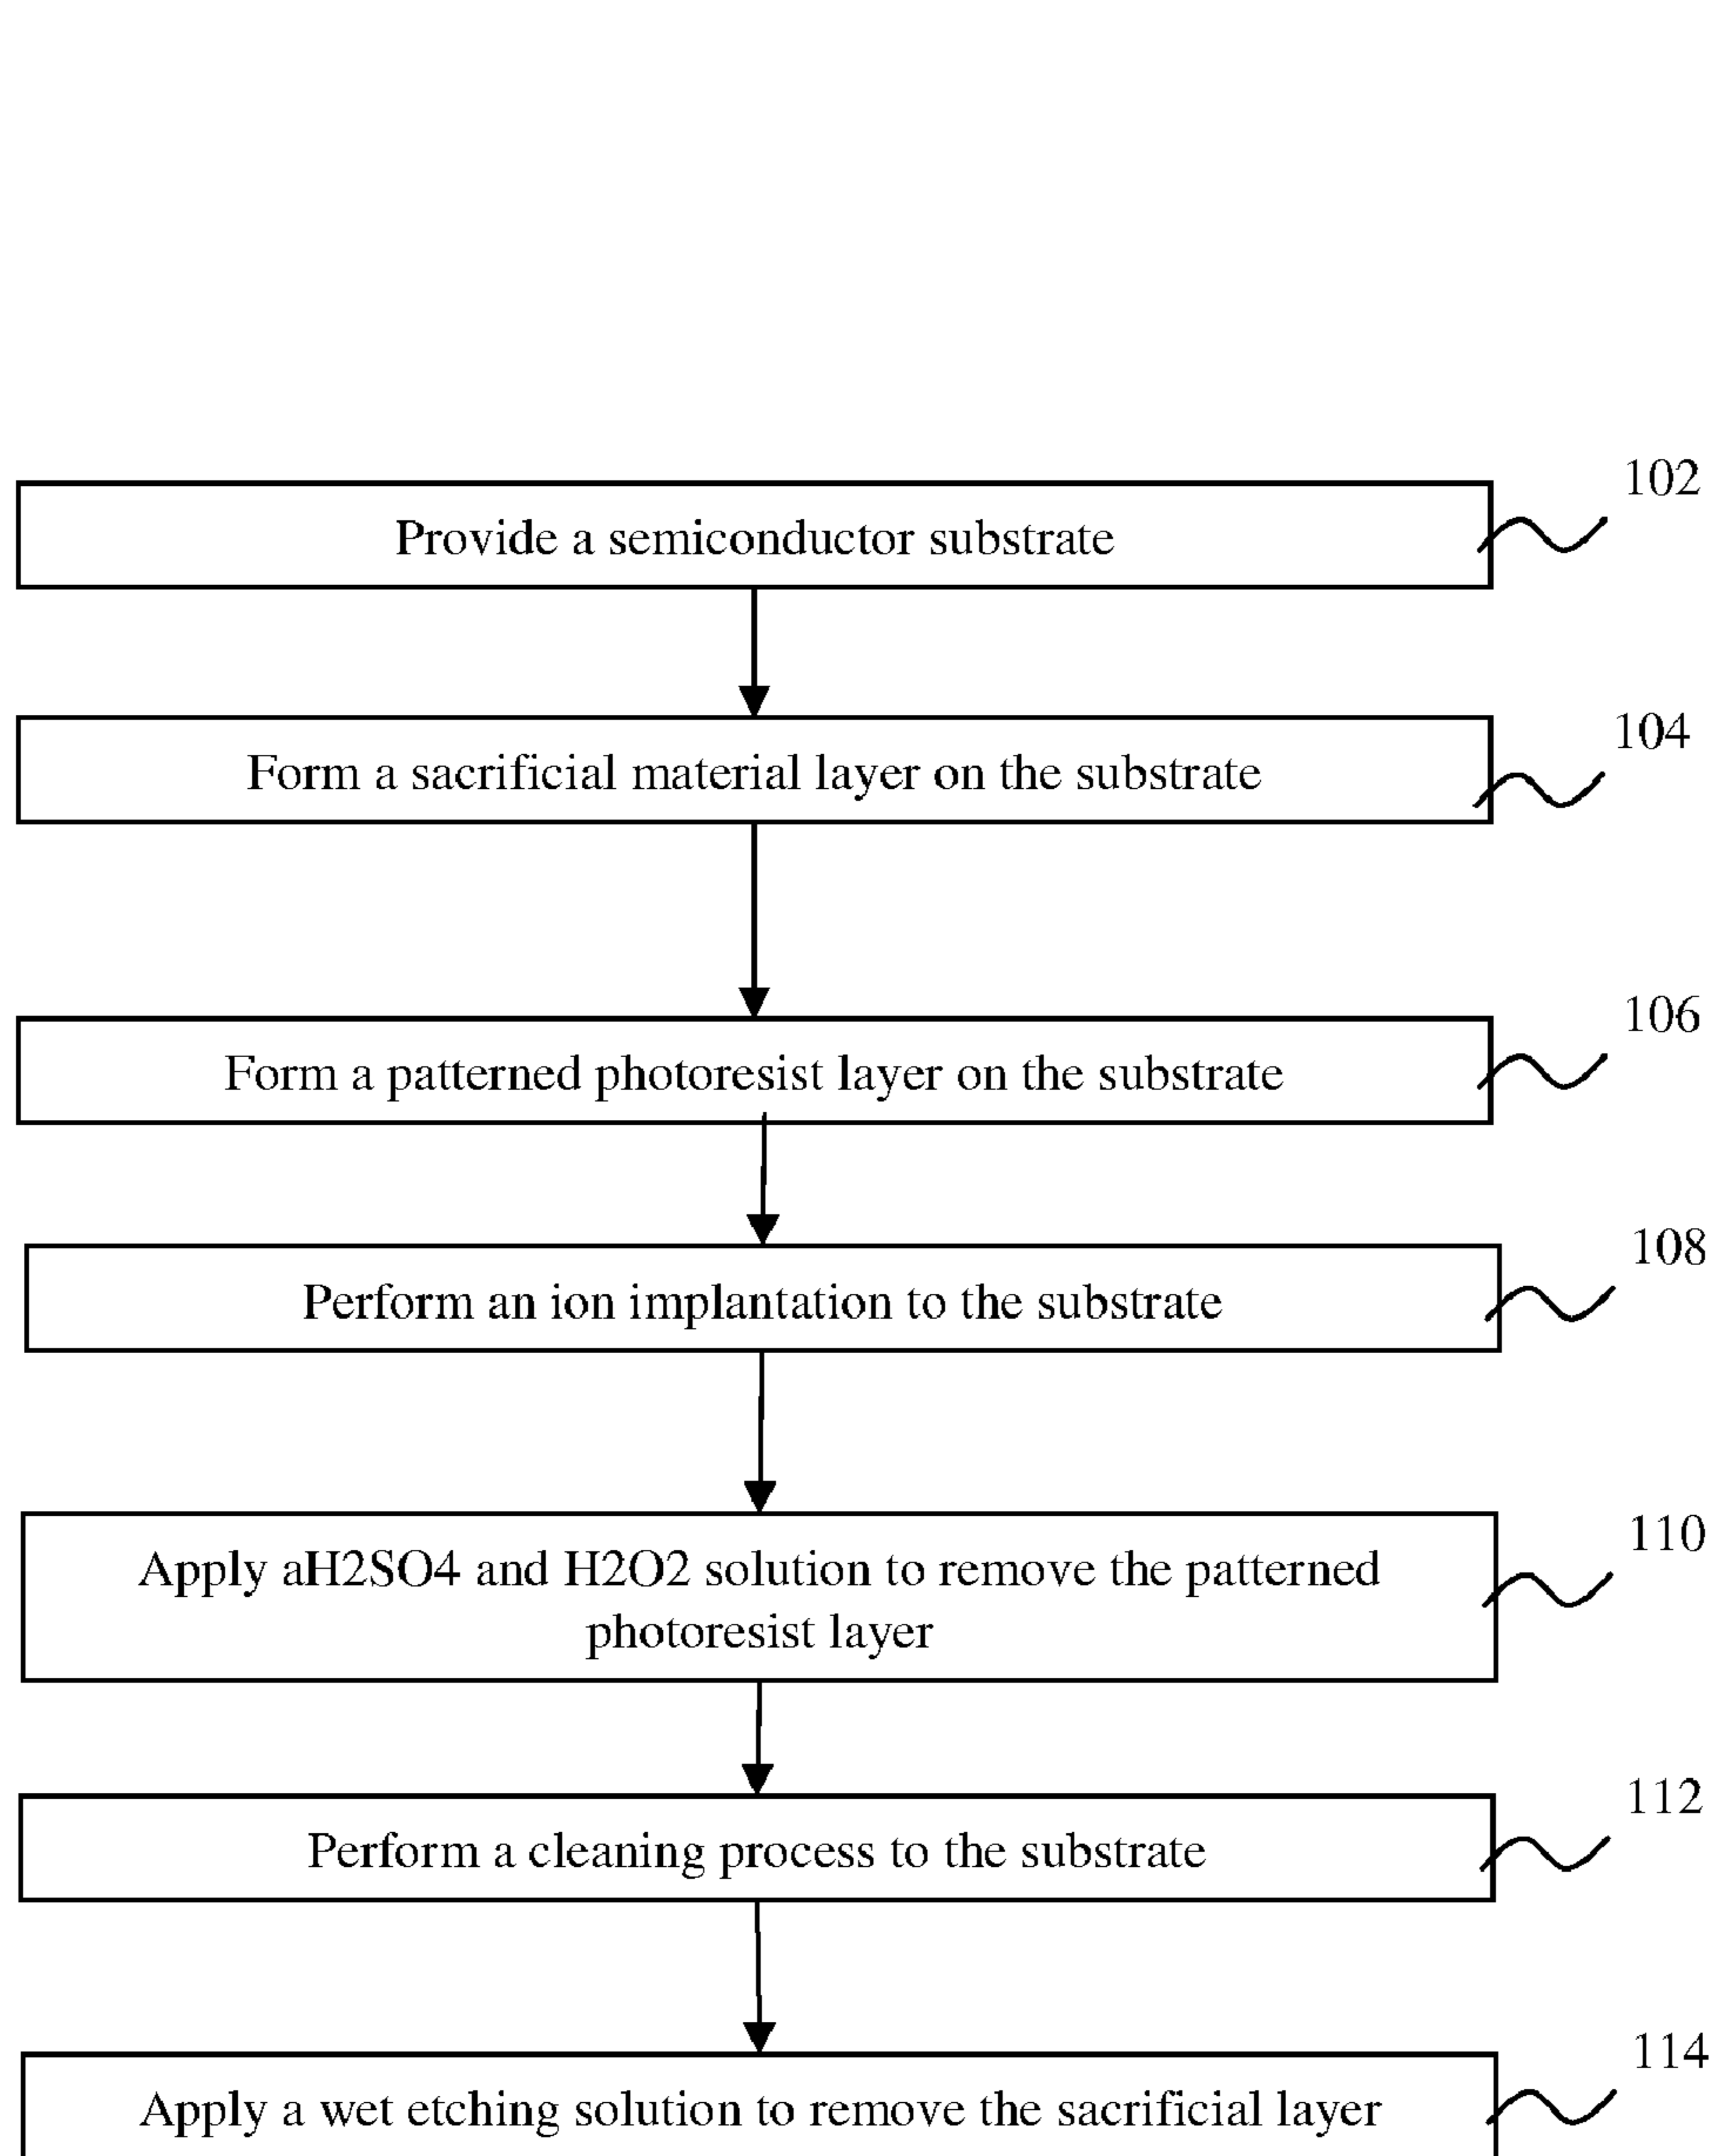 102
Provide a semiconductor substrate
104
Form a sacrificial material layer on the substrate
106
Form a patterned photoresist layer on the substrate
108
Perform an ion implantation to the substrate
110
Apply aH2SO4 and H2O2 solution to remove the patterned
photoresist layer
112
Perform a cleaning process to the substrate
114
Apply a wet etching solution to remove the sacrificial layer